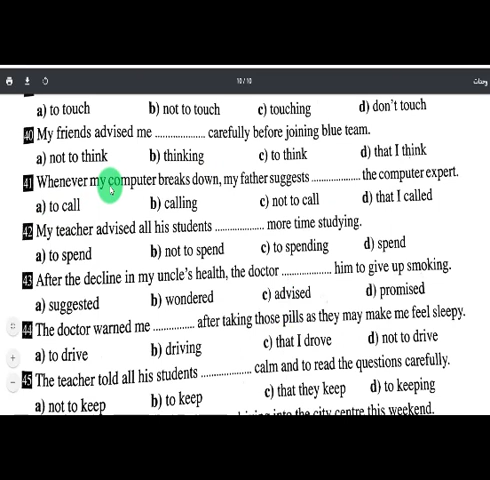 10 / 10
a) to touch b) not to touch c) touching d) don't touch
40 My friends advised me .................. carefully before joining blue team.
a) not to think b) thinking c) to think d) that I think
41 Whenever my computer breaks down, my father suggests .................. the computer expert.
a) to call b) calling c) not to call d) that I called
42 My teacher advised all his students .................. more time studying.
a) to spend b) not to spend c) to spending d) spend
43 After the decline in my uncle's health, the doctor .................. him to give up smoking.
a) suggested b) wondered c) advised d) promised
44 The doctor warned me ............... after taking those pills as they may make me feel sleepy.
a) to drive b) driving c) that I drove d) not to drive
45 The teacher told all his students .................. calm and to read the questions carefully.
a) not to keep b) to keep c) that they keep d) to keeping
into the city centre this weekend.